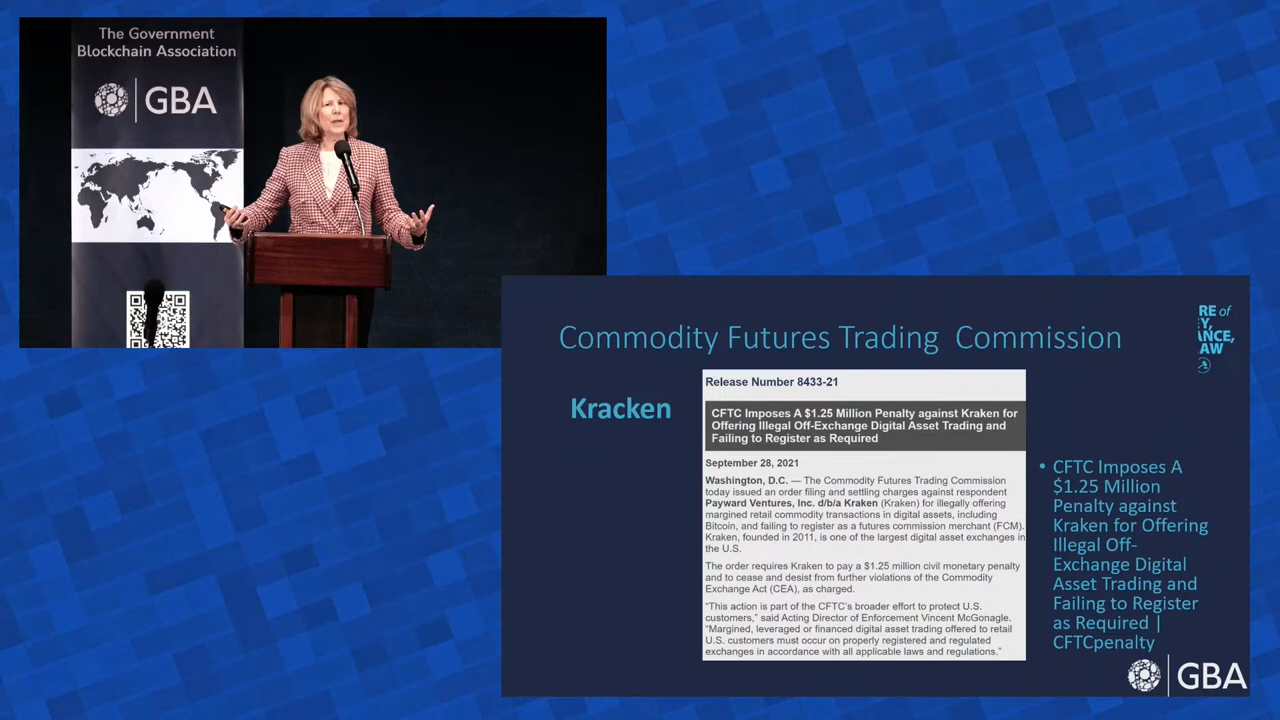 The Government
Blockchain Association
GBA
Commodity Futures Trading Commission
RE of
Y,
ANCE,
AW
Kracken
Release Number 8433-21
CFTC Imposes A $1.25 Million Penalty against Kraken for
Offering Illegal Off-Exchange Digital Asset Trading and
Failing to Register as Required
September 28, 2021
Washington, D.C. — The Commodity Futures Trading Commission
today issued an order filing and settling charges against respondent
Payward Ventures, Inc. d/b/a Kraken (Kraken) for illegally offering
margined retail commodity transactions in digital assets, including
Bitcoin, and failing to register as a futures commission merchant (FCM).
Kraken, founded in 2011, is one of the largest digital asset exchanges in
the U.S.
The order requires Kraken to pay a $1.25 million civil monetary penalty
and to cease and desist from further violations of the Commodity
Exchange Act (CEA), as charged.
“This action is part of the CFTC’s broader effort to protect U.S.
customers,” said Acting Director of Enforcement Vincent McGonagle.
“Margined, leveraged or financed digital asset trading offered to retail
U.S. customers must occur on properly registered and regulated
exchanges in accordance with all applicable laws and regulations.”
• CFTC Imposes A
$1.25 Million
Penalty against
Kraken for Offering
Illegal Off-
Exchange Digital
Asset Trading and
Failing to Register
as Required |
CFTCpenalty
GBA